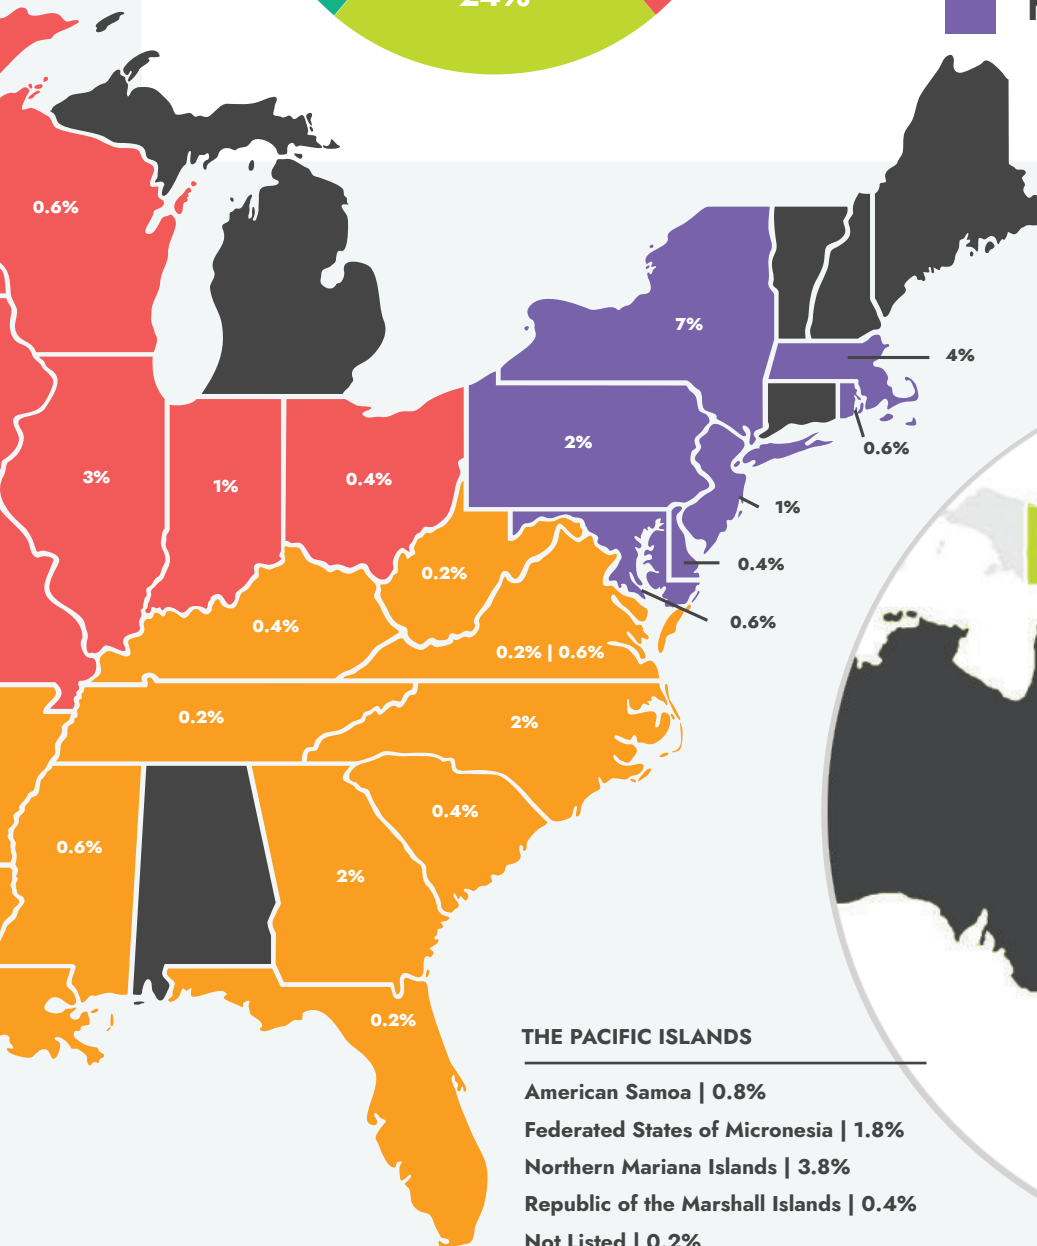 24%
0.6%
7%
4%
2%
0.6%
3%
1%
0.4%
1%
0.4%
0.2%
0.6%
0.4%
0.2% | 0.6%
0.2%
2%
0.4%
0.6%
2%
0.2%
THE PACIFIC ISLANDS
American Samoa | 0.8%
Federated States of Micronesia | 1.8%
Northern Mariana Islands | 3.8%
Republic of the Marshall Islands | 0.4%
Not Listed | 0.2%